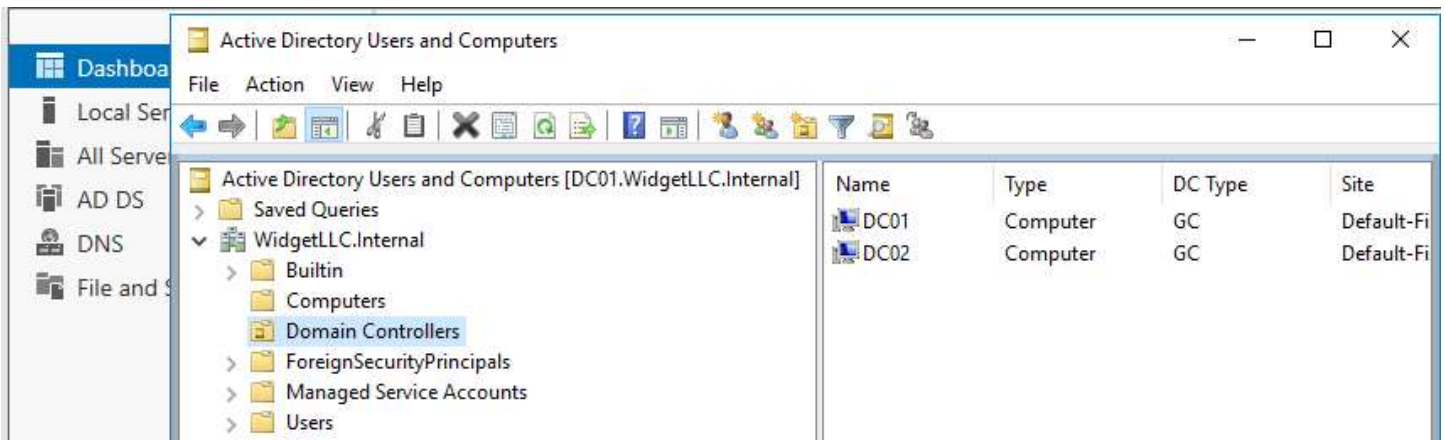 Active Directory Users and Computers
File Action View Help
Dashboa
Local Ser
All Server
AD DS
DNS
File and S
Active Directory Users and Computers [DC01.WidgetLLC.Internal]
Saved Queries
WidgetLLC.Internal
Builtin
Computers
Domain Controllers
ForeignSecurityPrincipals
Managed Service Accounts
Users
Name Type DC Type Site
DC01 Computer GC Default-Fi
DC02 Computer GC Default-Fi